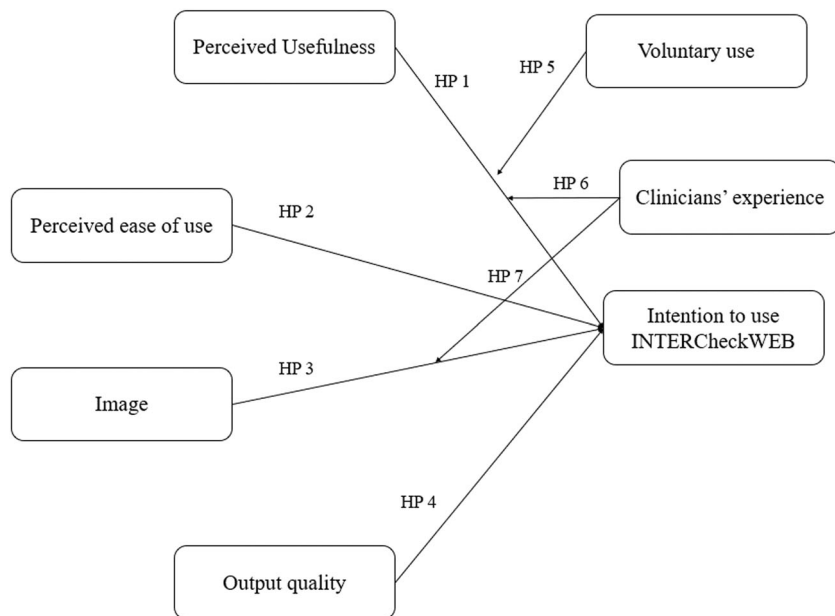 Perceived Usefulness
Voluntary use
HP 5
HP 1
HP 6
Clinicians’ experience
Perceived ease of use
HP 2
HP 7
Intention to use
INTERCheckWEB
HP 3
Image
HP 4
Output quality